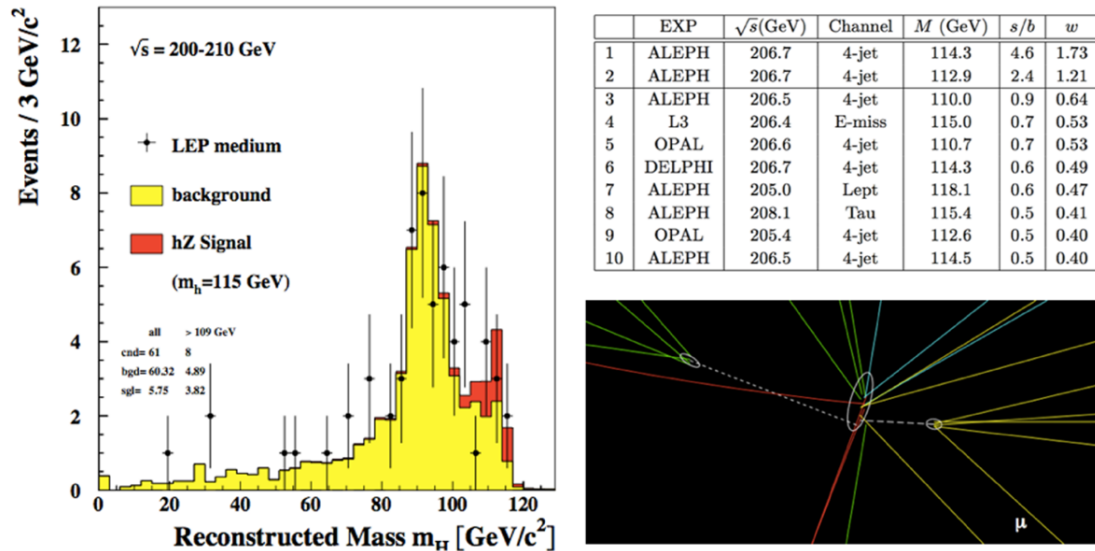 √s = 200-210 GeV
LEP medium
background
hZ Signal
(mₕ=115 GeV)
all > 109 GeV
cnd= 61 8
bgd= 60.32 4.89
sgl= 5.75 3.82
Events / 3 GeV/c²
12
10
8
6
4
2
0
0 20 40 60 80 100 120
Reconstructed Mass m_H [GeV/c²]
EXP √s(GeV) Channel M (GeV) s/b w
1 ALEPH 206.7 4-jet 114.3 4.6 1.73
2 ALEPH 206.7 4-jet 112.9 2.4 1.21
3 ALEPH 206.5 4-jet 110.0 0.9 0.64
4 L3 206.4 E-miss 115.0 0.7 0.53
5 OPAL 206.6 4-jet 110.7 0.7 0.53
6 DELPHI 206.7 4-jet 114.3 0.6 0.49
7 ALEPH 205.0 Lept 118.1 0.6 0.47
8 ALEPH 208.1 Tau 115.4 0.5 0.41
9 OPAL 205.4 4-jet 112.6 0.5 0.40
10 ALEPH 206.5 4-jet 114.5 0.5 0.40
μ